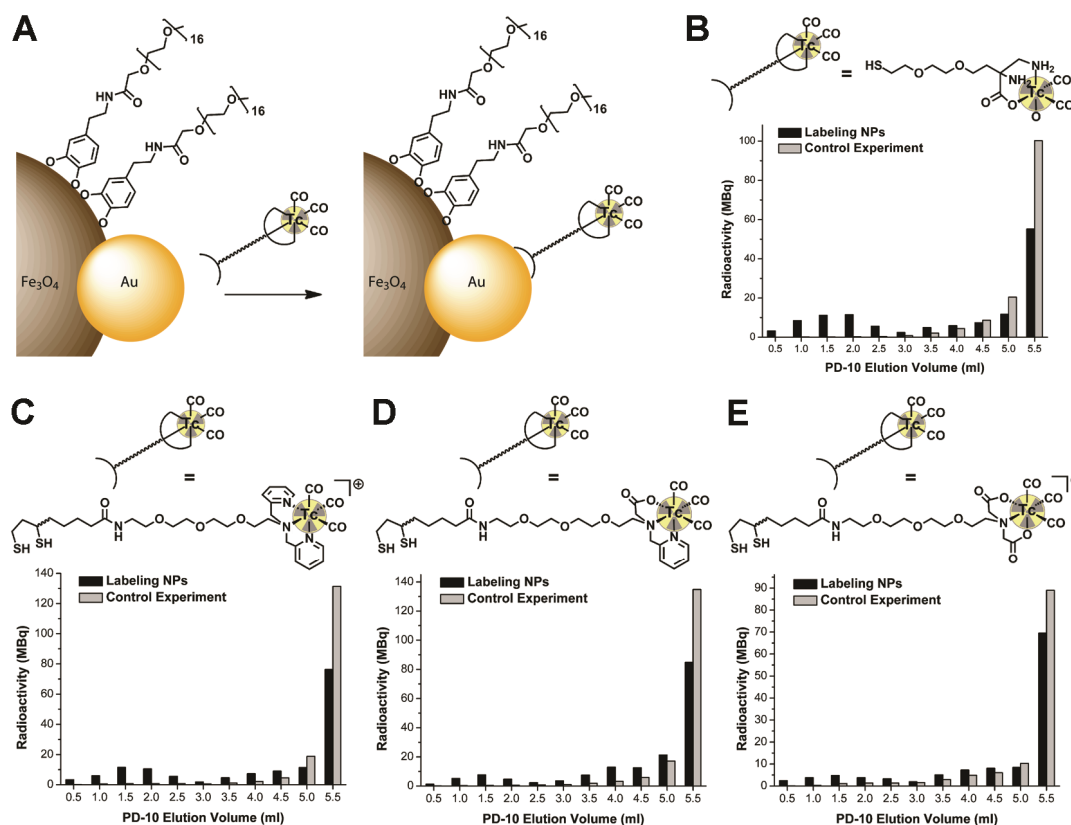 A
16
16
O
HN
O
O
O
O
HN
O
O
O
O
O
O
CO
CO
Tc
CO
Fe3O4
Au
16
16
O
HN
O
O
O
O
HN
O
O
O
O
O
O
CO
CO
Tc
CO
Fe3O4
Au
B
CO
CO
Tc
CO
=
HS
O
O
NH2
NH2
CO
Tc
CO
O
O
O
Labeling NPs
Control Experiment
Radioactivity (MBq)
100
80
60
40
20
0
0.5 1.0 1.5 2.0 2.5 3.0 3.5 4.0 4.5 5.0 5.5
PD-10 Elution Volume (ml)
C
CO
CO
Tc
CO
=
CO
⊕
N
Tc
CO
CO
N
N
O
N
H
O
O
O
SH
SH
Labeling NPs
Control Experiment
Radioactivity (MBq)
140
120
100
80
60
40
20
0
0.5 1.0 1.5 2.0 2.5 3.0 3.5 4.0 4.5 5.0 5.5
PD-10 Elution Volume (ml)
D
CO
CO
Tc
CO
=
O
O
CO
Tc
CO
CO
N
N
O
N
H
O
O
O
SH
SH
Labeling NPs
Control Experiment
Radioactivity (MBq)
140
120
100
80
60
40
20
0
0.5 1.0 1.5 2.0 2.5 3.0 3.5 4.0 4.5 5.0 5.5
PD-10 Elution Volume (ml)
E
CO
CO
Tc
CO
=
O
O
CO
Tc
CO
CO
N
O
O
O
N
H
O
O
O
SH
SH
Labeling NPs
Control Experiment
Radioactivity (MBq)
90
80
70
60
50
40
30
20
10
0
0.5 1.0 1.5 2.0 2.5 3.0 3.5 4.0 4.5 5.0 5.5
PD-10 Elution Volume (ml)